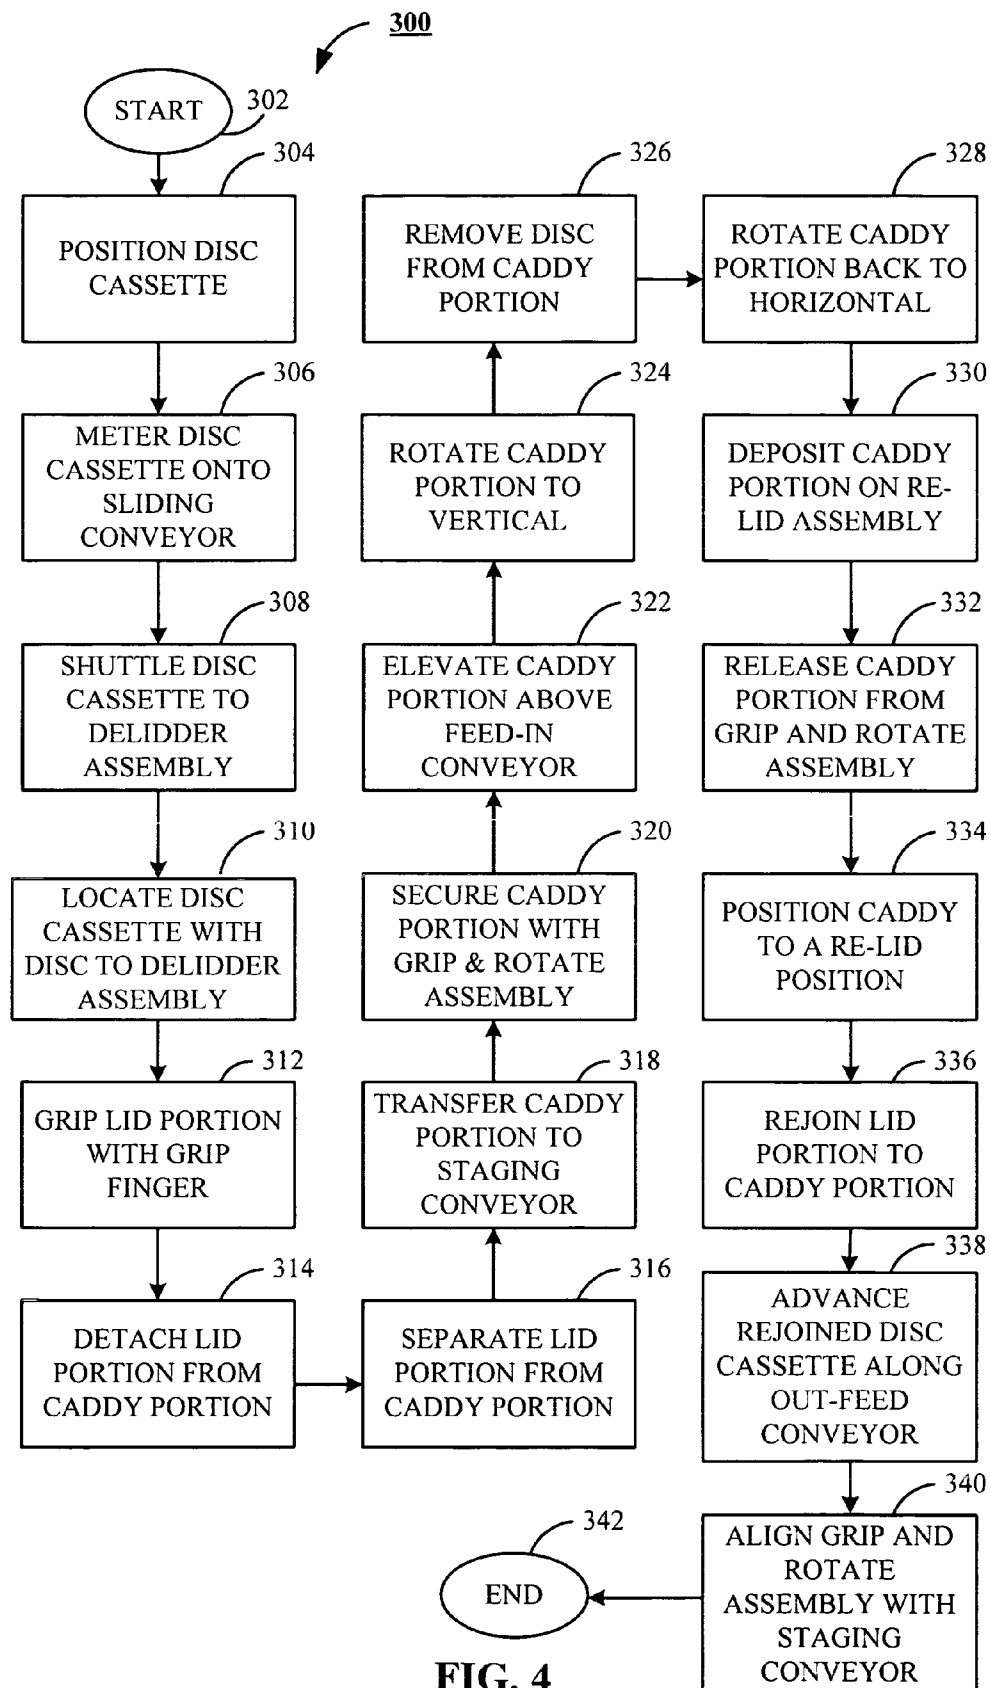 300
START
302
304
POSITION DISC
CASSETTE
306
METER DISC
CASSETTE ONTO
SLIDING
CONVEYOR
308
SHUTTLE DISC
CASSETTE TO
DELIDDER
ASSEMBLY
310
LOCATE DISC
CASSETTE WITH
DISC TO DELIDDER
ASSEMBLY
312
GRIP LID PORTION
WITH GRIP
FINGER
314
DETACH LID
PORTION FROM
CADDY PORTION
316
SEPARATE LID
PORTION FROM
CADDY PORTION
318
TRANSFER CADDY
PORTION TO
STAGING
CONVEYOR
320
SECURE CADDY
PORTION WITH
GRIP & ROTATE
ASSEMBLY
322
ELEVATE CADDY
PORTION ABOVE
FEED-IN
CONVEYOR
324
ROTATE CADDY
PORTION TO
VERTICAL
326
REMOVE DISC
FROM CADDY
PORTION
328
ROTATE CADDY
PORTION BACK TO
HORIZONTAL
330
DEPOSIT CADDY
PORTION ON RE-
LID ASSEMBLY
332
RELEASE CADDY
PORTION FROM
GRIP AND ROTATE
ASSEMBLY
334
POSITION CADDY
TO A RE-LID
POSITION
336
REJOIN LID
PORTION TO
CADDY PORTION
338
ADVANCE
REJOINED DISC
CASSETTE ALONG
OUT-FEED
CONVEYOR
340
ALIGN GRIP AND
ROTATE
ASSEMBLY WITH
STAGING
CONVEYOR
342
END
FIG. 4